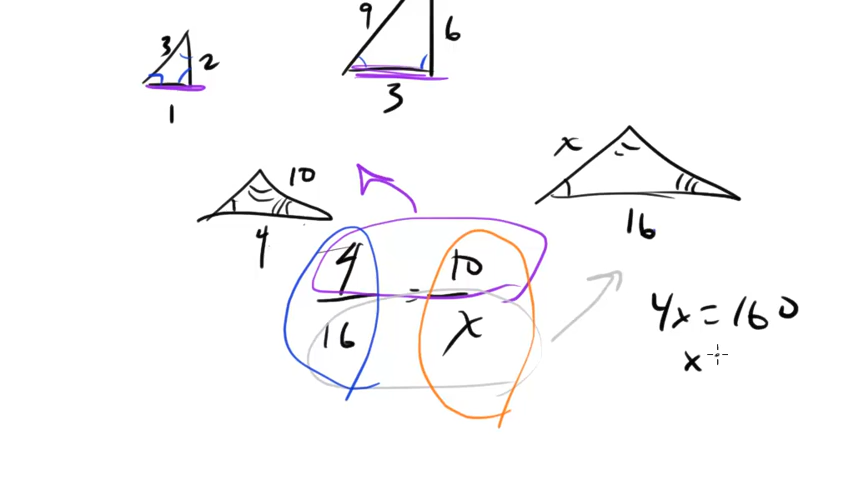 3
2
1
9
6
3
10
4
x
16
4/16 = 10/x
4x = 160
x